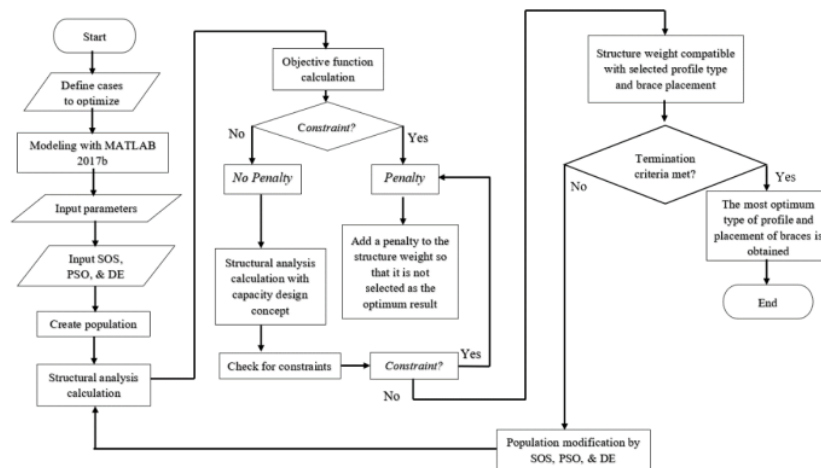 Start
Define cases
to optimize
Modeling with MATLAB
2017b
Input parameters
Input SOS,
PSO, & DE
Create population
Structural analysis
calculation
Objective function
calculation
Constraint?
No
Yes
No Penalty
Penalty
Structural analysis
calculation with
capacity design
concept
Add a penalty to the
structure weight so
that it is not
selected as the
optimum result
Check for constraints
Constraint?
Yes
No
Structure weight compatible
with selected profile type
and brace placement
Termination
criteria met?
No
Yes
The most optimum
type of profile and
placement of braces is
obtained
End
Population modification by
SOS, PSO, & DE